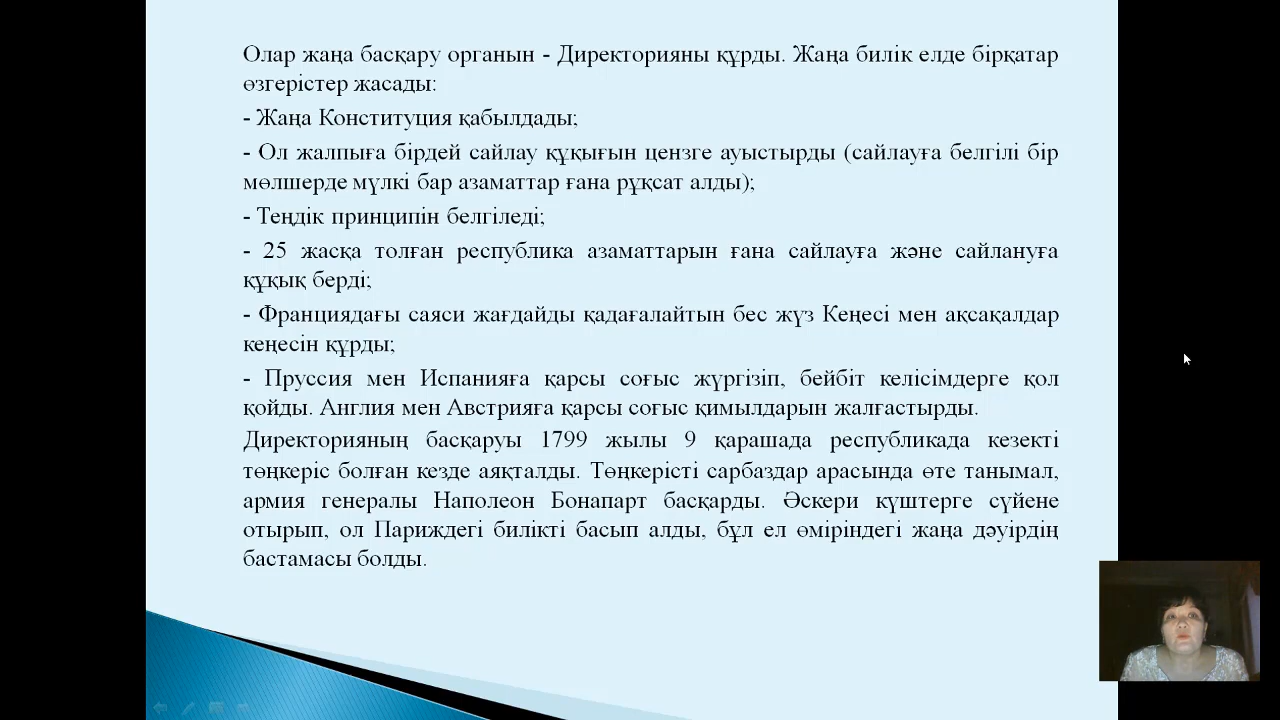 Олар жаңа басқару органын - Директорияны құрды. Жаңа билік елде бірқатар
өзгерістер жасады:
- Жаңа Конституция қабылдады;
- Ол жалпыға бірдей сайлау құқығын цензге ауыстырды (сайлауға белгілі бір
мөлшерде мүлкі бар азаматтар ғана рұқсат алды);
- Теңдік принципін белгіледі;
- 25 жасқа толған республика азаматтарын ғана сайлауға және сайлануға
құқық берді;
- Франциядағы саяси жағдайды қадағалайтын бес жүз Кеңесі мен ақсақалдар
кеңесін құрды;
- Пруссия мен Испанияға қарсы соғыс жүргізіп, бейбіт келісімдерге қол
қойды. Англия мен Австрияға қарсы соғыс қимылдарын жалғастырды.
Директорияның басқаруы 1799 жылы 9 қарашада республикада кезекті
төңкеріс болған кезде аяқталды. Төңкерісті сарбаздар арасында өте танымал,
армия генералы Наполеон Бонапарт басқарды. Әскери күштерге сүйене
отырып, ол Париждегі билікті басып алды, бұл ел өміріндегі жаңа дәуірдің
бастамасы болды.